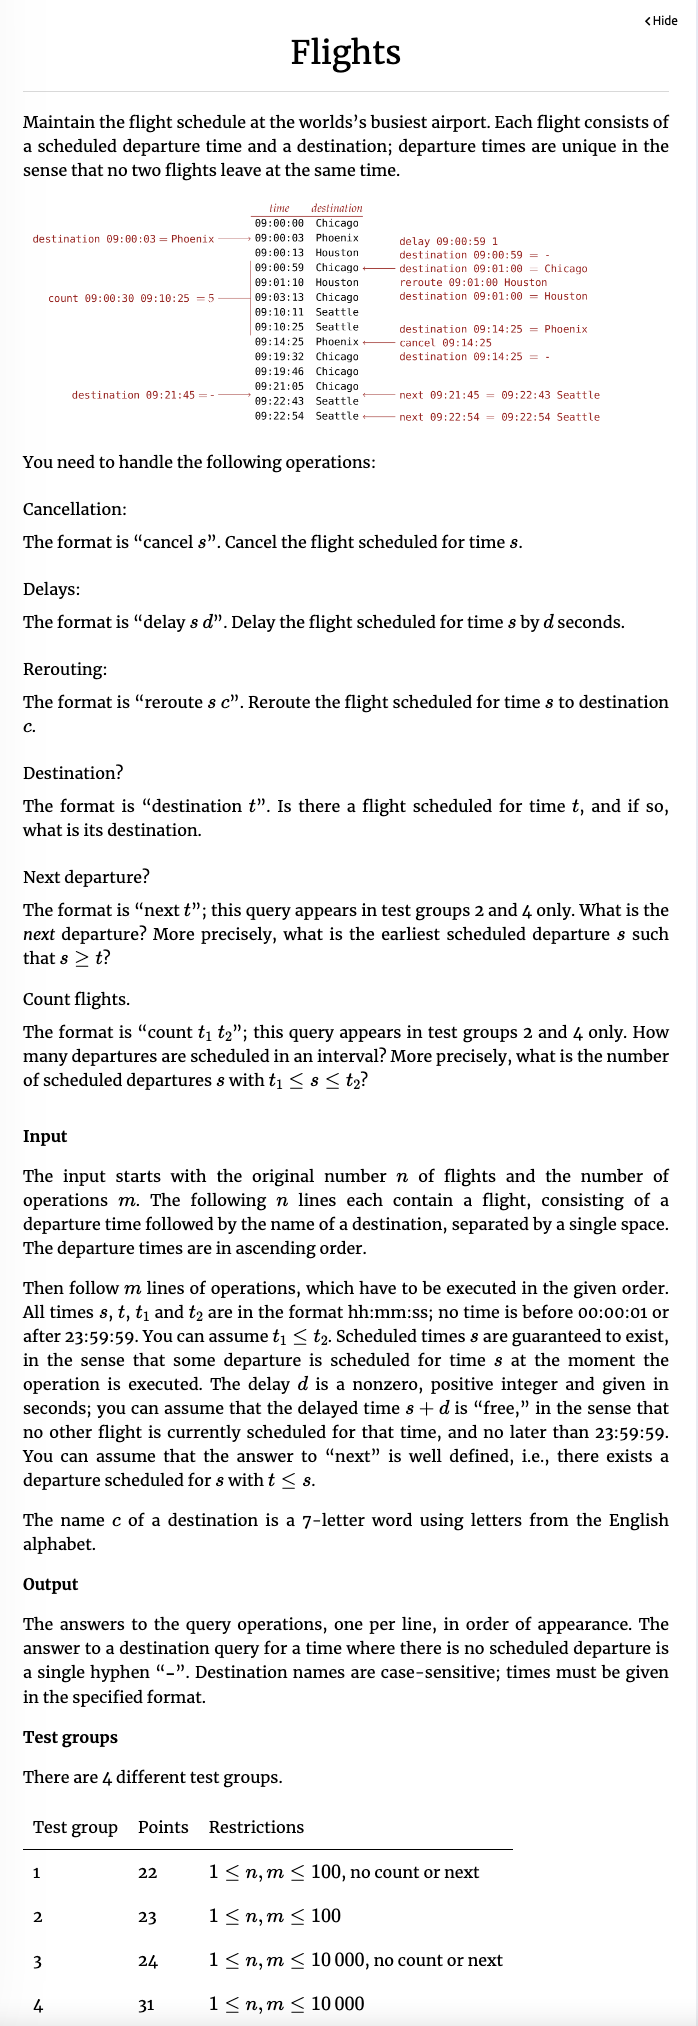 < Hide
Flights
Maintain the flight schedule at the worlds’s busiest airport. Each flight consists of
a scheduled departure time and a destination; departure times are unique in the
sense that no two flights leave at the same time.
time destination
09:00:00 Chicago
destination 09:00:03 = Phoenix 09:00:03 Phoenix
delay 09:00:59 1
09:00:13 Houston
destination 09:00:59 = -
09:00:59 Chicago
destination 09:01:00 = Chicago
09:01:10 Houston
reroute 09:01:00 Houston
count 09:00:30 09:10:25 = 5 09:03:13 Chicago
destination 09:01:00 = Houston
09:10:11 Seattle
09:10:25 Seattle
destination 09:14:25 = Phoenix
09:14:25 Phoenix
cancel 09:14:25
09:19:32 Chicago
destination 09:14:25 = -
09:19:46 Chicago
09:21:05 Chicago
destination 09:21:45 = -
next 09:21:45 = 09:22:43 Seattle
09:22:43 Seattle
09:22:54 Seattle
next 09:22:54 = 09:22:54 Seattle
You need to handle the following operations:
Cancellation:
The format is “cancel s”. Cancel the flight scheduled for time s.
Delays:
The format is “delay s d”. Delay the flight scheduled for time s by d seconds.
Rerouting:
The format is “reroute s c”. Reroute the flight scheduled for time s to destination
c.
Destination?
The format is “destination t”. Is there a flight scheduled for time t, and if so,
what is its destination.
Next departure?
The format is “next t”; this query appears in test groups 2 and 4 only. What is the
next departure? More precisely, what is the earliest scheduled departure s such
that s ≥ t?
Count flights.
The format is “count t₁ t₂”; this query appears in test groups 2 and 4 only. How
many departures are scheduled in an interval? More precisely, what is the number
of scheduled departures s with t₁ ≤ s ≤ t₂?
Input
The input starts with the original number n of flights and the number of
operations m. The following n lines each contain a flight, consisting of a
departure time followed by the name of a destination, separated by a single space.
The departure times are in ascending order.
Then follow m lines of operations, which have to be executed in the given order.
All times s, t, t₁ and t₂ are in the format hh:mm:ss; no time is before 00:00:01 or
after 23:59:59. You can assume t₁ ≤ t₂. Scheduled times s are guaranteed to exist,
in the sense that some departure is scheduled for time s at the moment the
operation is executed. The delay d is a nonzero, positive integer and given in
seconds; you can assume that the delayed time s + d is “free,” in the sense that
no other flight is currently scheduled for that time, and no later than 23:59:59.
You can assume that the answer to “next” is well defined, i.e., there exists a
departure scheduled for s with t ≤ s.
The name c of a destination is a 7-letter word using letters from the English
alphabet.
Output
The answers to the query operations, one per line, in order of appearance. The
answer to a destination query for a time where there is no scheduled departure is
a single hyphen “-”. Destination names are case-sensitive; times must be given
in the specified format.
Test groups
There are 4 different test groups.
Test group Points Restrictions
1 22 1 ≤ n, m ≤ 100, no count or next
2 23 1 ≤ n, m ≤ 100
3 24 1 ≤ n, m ≤ 10 000, no count or next
4 31 1 ≤ n, m ≤ 10 000